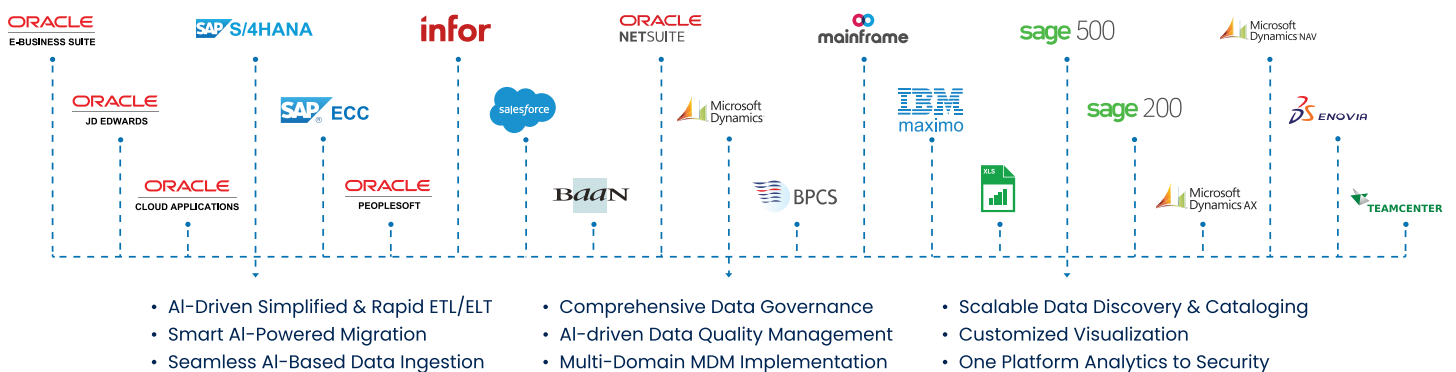 ORACLE
E-BUSINESS SUITE
SAP S/4HANA
infor
ORACLE
NETSUITE
mainframe
sage 500
Microsoft
Dynamics NAV
ORACLE
JD EDWARDS
SAP® ECC
salesforce
Microsoft
Dynamics
IBM
maximo
sage 200
3DS ENOVIA
ORACLE
CLOUD APPLICATIONS
ORACLE
PEOPLESOFT
BaaN
BPCS
XLS
Microsoft
Dynamics AX
TEAMCENTER
• AI-Driven Simplified & Rapid ETL/ELT
• Smart AI-Powered Migration
• Seamless AI-Based Data Ingestion
• Comprehensive Data Governance
• AI-driven Data Quality Management
• Multi-Domain MDM Implementation
• Scalable Data Discovery & Cataloging
• Customized Visualization
• One Platform Analytics to Security